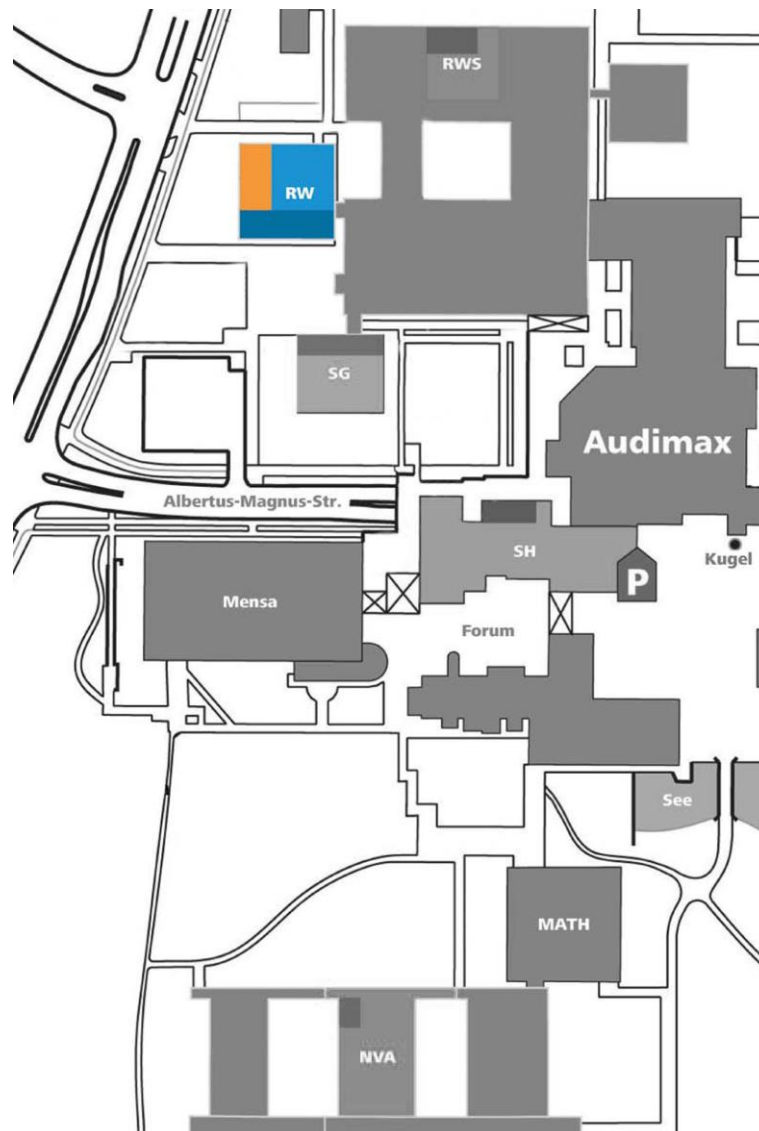 RWS
RW
SG
Audimax
Albertus-Magnus-Str.
SH
Kugel
P
Mensa
Forum
See
MATH
NVA